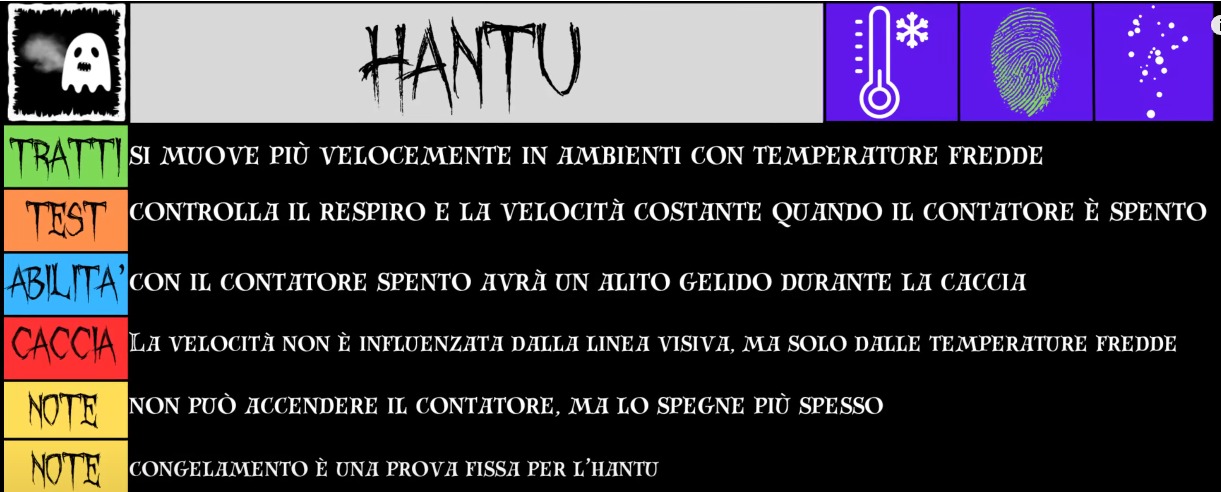 HANTU
TRATTI SI MUOVE PIÙ VELOCEMENTE IN AMBIENTI CON TEMPERATURE FREDDE
TEST CONTROLLA IL RESPIRO E LA VELOCITÀ COSTANTE QUANDO IL CONTATORE È SPENTO
ABILITA' CON IL CONTATORE SPENTO AVRÀ UN ALITO GELIDO DURANTE LA CACCIA
CACCIA LA VELOCITÀ NON È INFLUENZATA DALLA LINEA VISIVA, MA SOLO DALLE TEMPERATURE FREDDE
NOTE NON PUÒ ACCENDERE IL CONTATORE, MA LO SPEGNE PIÙ SPESSO
NOTE CONGELAMENTO È UNA PROVA FISSA PER L'HANTU